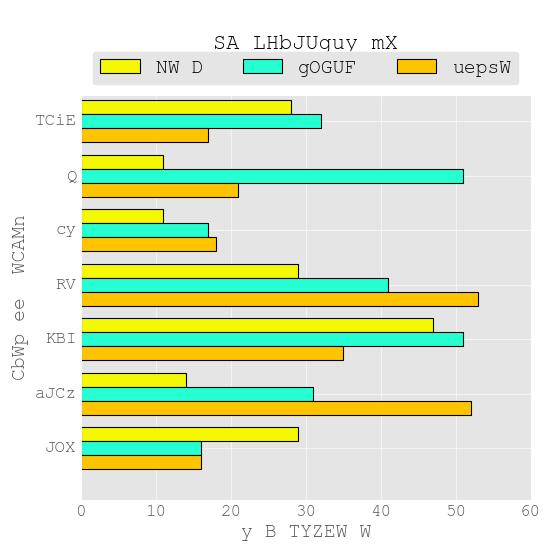 SA LHbJUquy mX
NW D gOGUF uepsW
TCiE
Q
cy
RV
KBI
aJCz
JOX
CbWp ee  WCAMn
0 10 20 30 40 50 60
y B TYZEW W